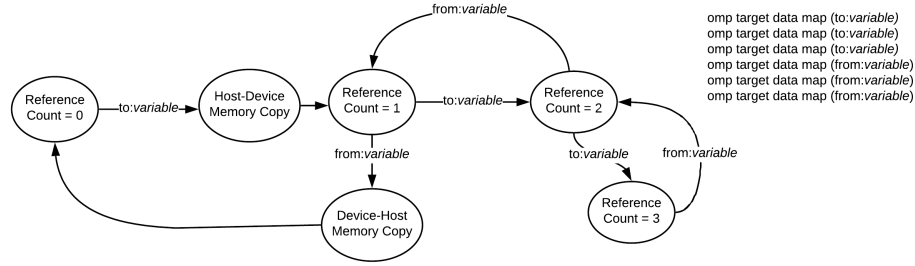 from:variable
omp target data map (to:variable)
omp target data map (to:variable)
omp target data map (to:variable)
omp target data map (from:variable)
omp target data map (from:variable)
omp target data map (from:variable)
Reference
Count = 0
to:variable
Host-Device
Memory Copy
Reference
Count = 1
to:variable
Reference
Count = 2
from:variable
to:variable
from:variable
Device-Host
Memory Copy
Reference
Count = 3